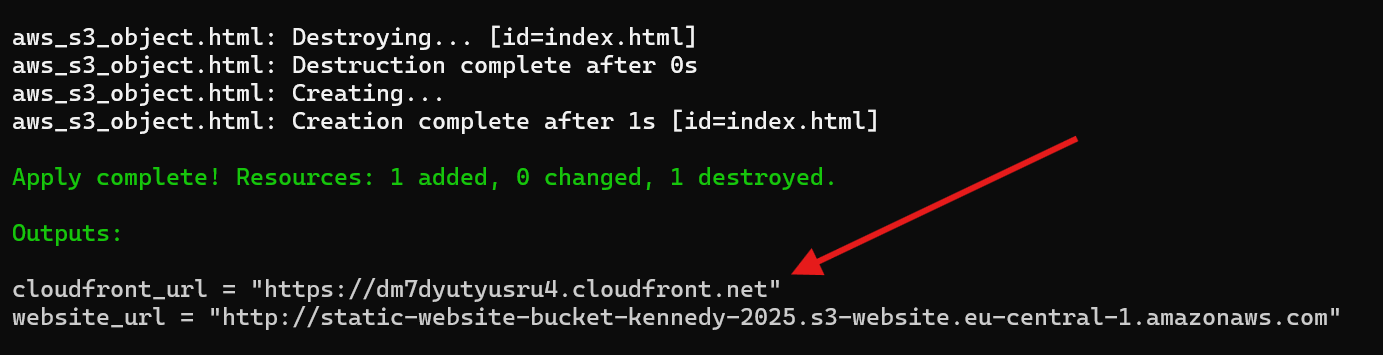 aws_s3_object.html: Destroying... [id=index.html]
aws_s3_object.html: Destruction complete after 0s
aws_s3_object.html: Creating...
aws_s3_object.html: Creation complete after 1s [id=index.html]
Apply complete! Resources: 1 added, 0 changed, 1 destroyed.
Outputs:
cloudfront_url = "https://dm7dyutyusru4.cloudfront.net"
website_url = "http://static-website-bucket-kennedy-2025.s3-website.eu-central-1.amazonaws.com"